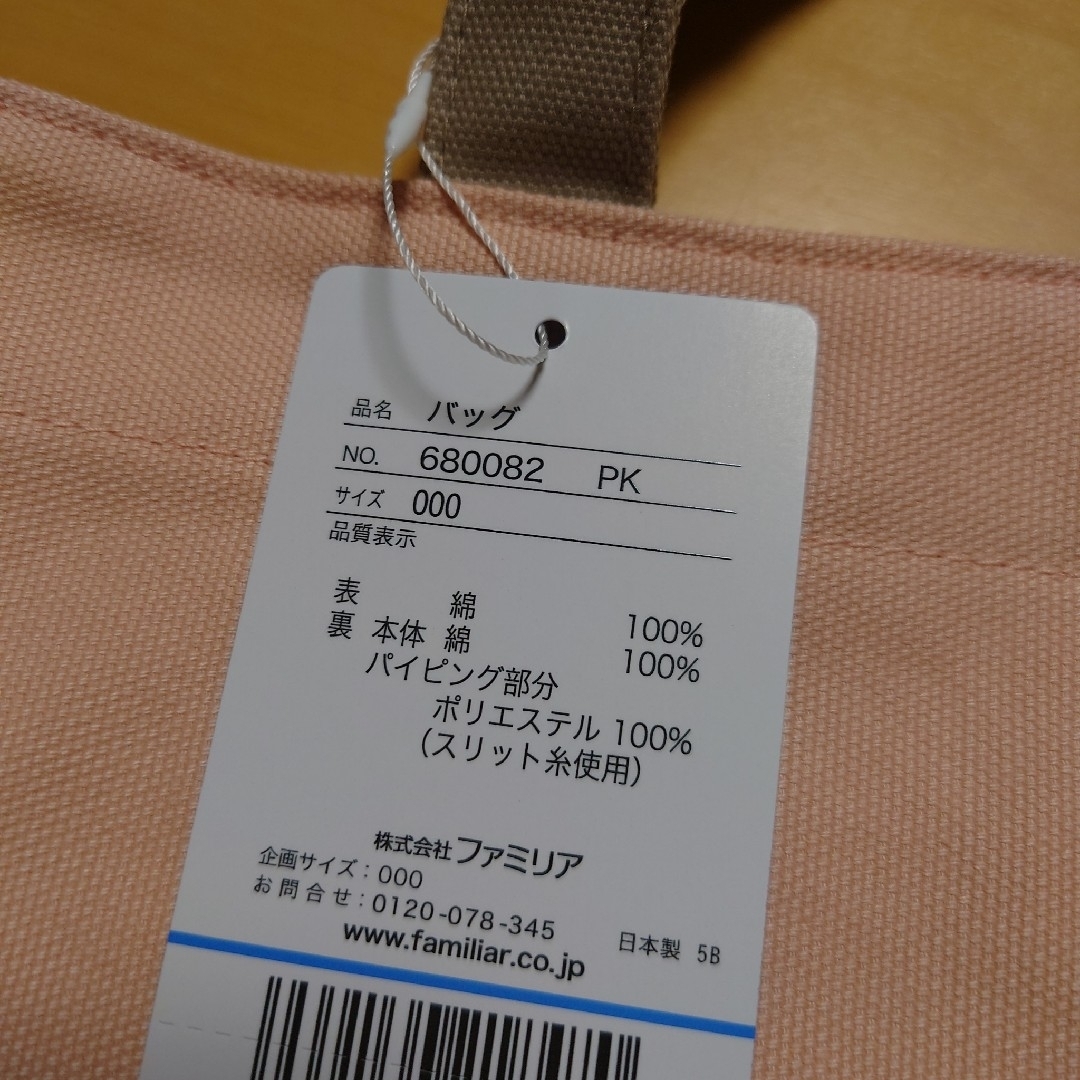 品名 バッグ
NO. 680082 PK
サイズ 000
品質表示
表 綿 100%
裏 本体 綿 100%
パイピング部分
ポリエステル 100%
(スリット糸使用)
株式会社ファミリア
企画サイズ：000
お問合せ：0120-078-345
www.familiar.co.jp
日本製 5B